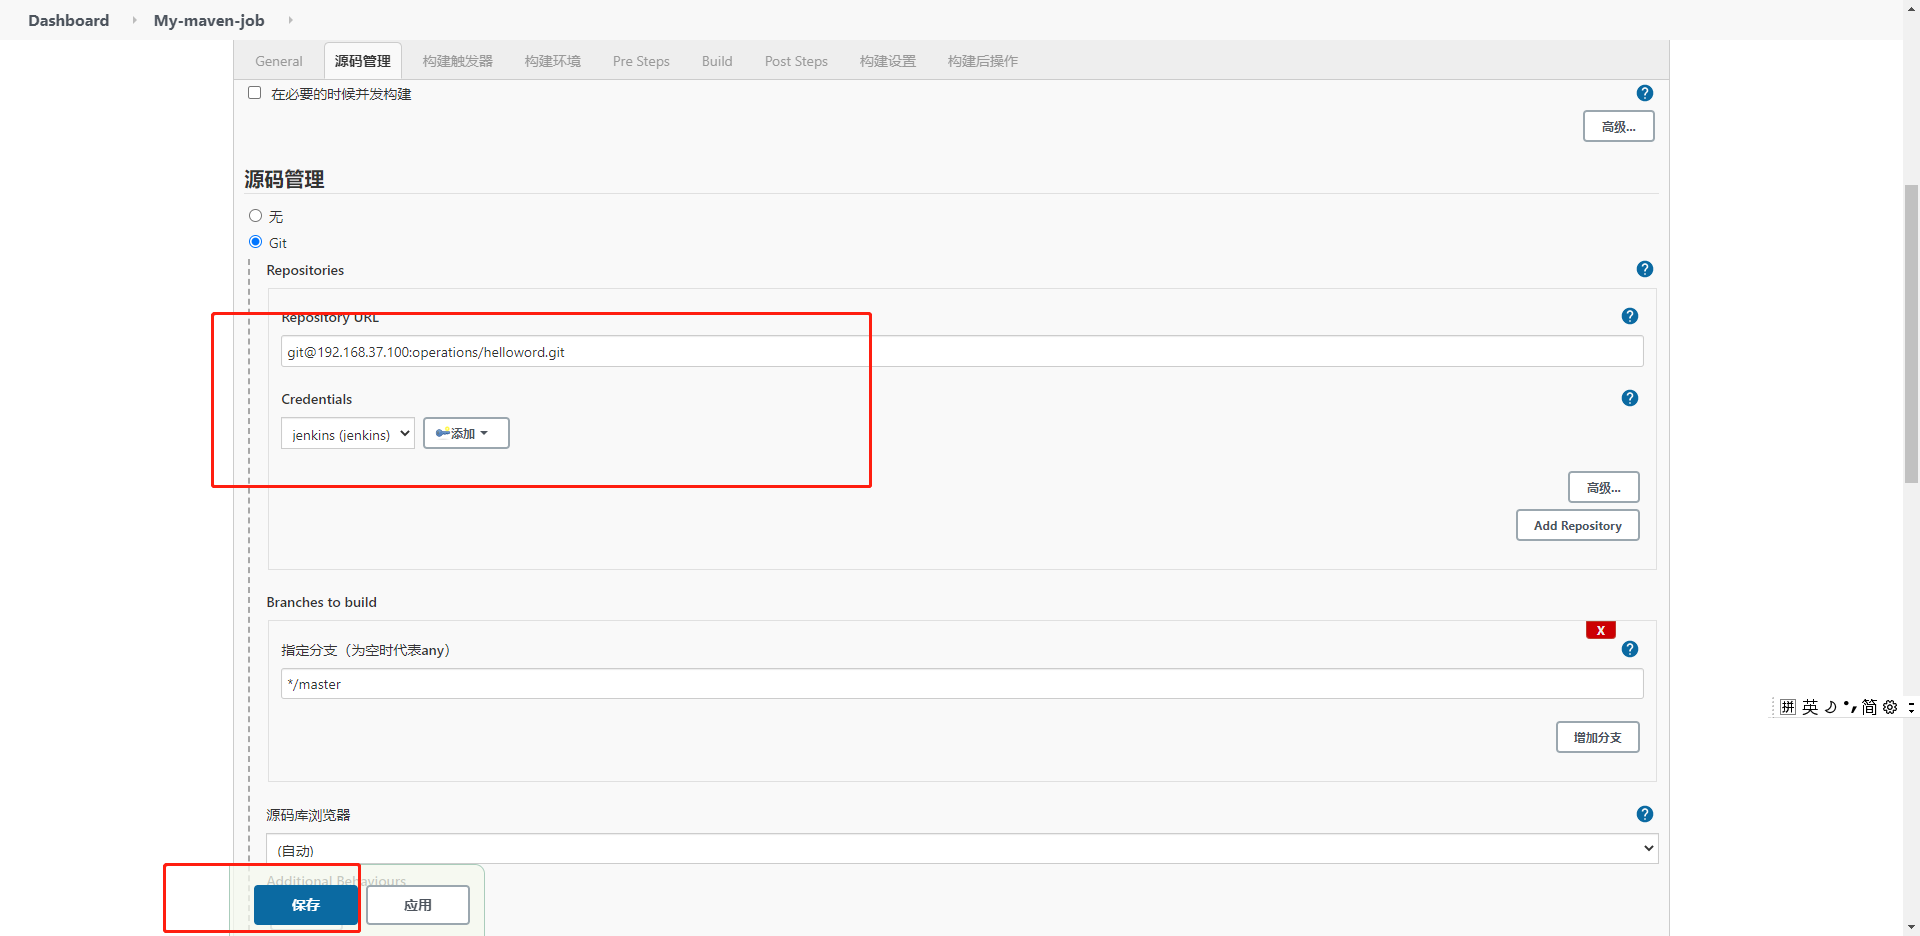 Dashboard My-maven-job
General 源码管理 构建触发器 构建环境 Pre Steps Build Post Steps 构建设置 构建后操作
在必要的时候并发构建
高级...
源码管理
无
Git
Repositories
Repository URL
git@192.168.37.100:operations/helloword.git
Credentials
jenkins (jenkins) 添加
高级...
Add Repository
Branches to build
X
指定分支（为空时代表any）
*/master
拼 英 简
增加分支
源码库浏览器
(自动)
Additional Behaviours
保存 应用